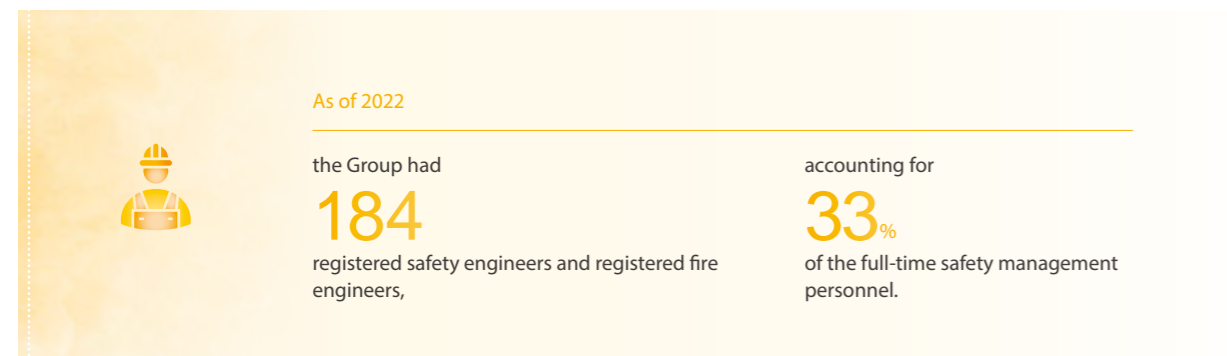 As of 2022
the Group had
184
registered safety engineers and registered fire
engineers,
accounting for
33%
of the full-time safety management
personnel.